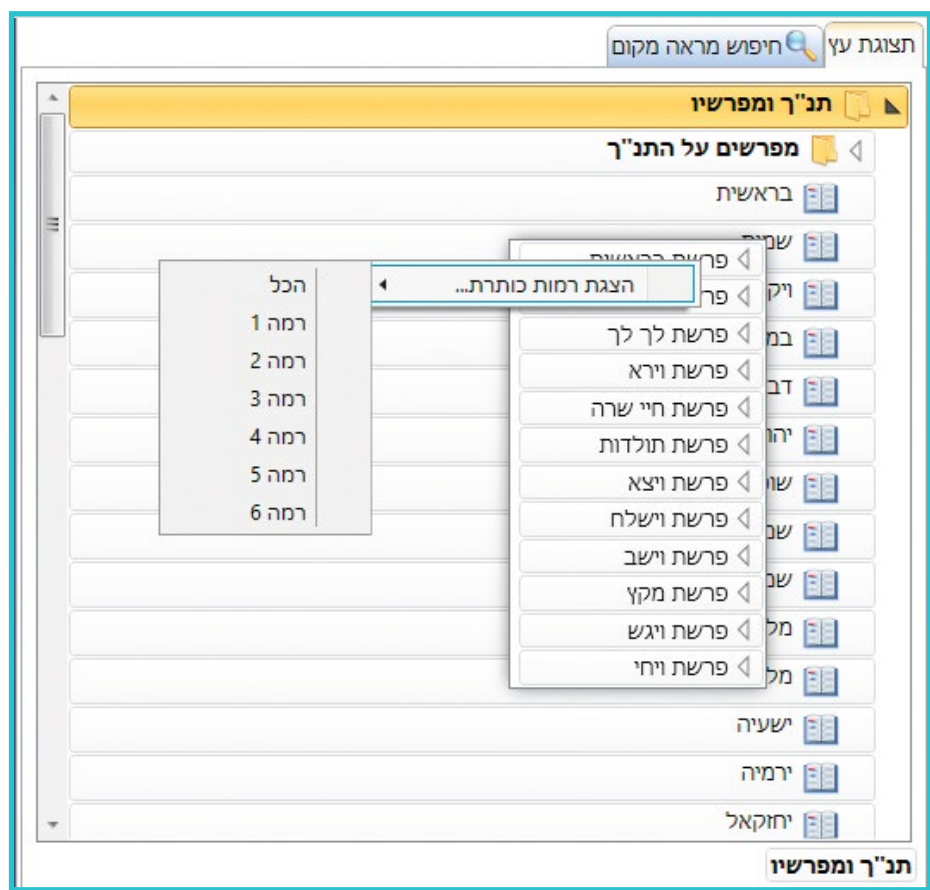 תצוגת עץ
חיפוש מראה מקום
תנ"ך ומפרשיו
מפרשים על התנ"ך
בראשית
ישעיה
ירמיה
יחזקאל
פרשת
פרשת לך לך
פרשת וירא
פרשת חיי שרה
פרשת תולדות
פרשת ויצא
פרשת וישלח
פרשת וישב
פרשת מקץ
פרשת ויגש
פרשת ויחי
הצגת רמות כותרת...
הכל
רמה 1
רמה 2
רמה 3
רמה 4
רמה 5
רמה 6
תנ"ך ומפרשיו